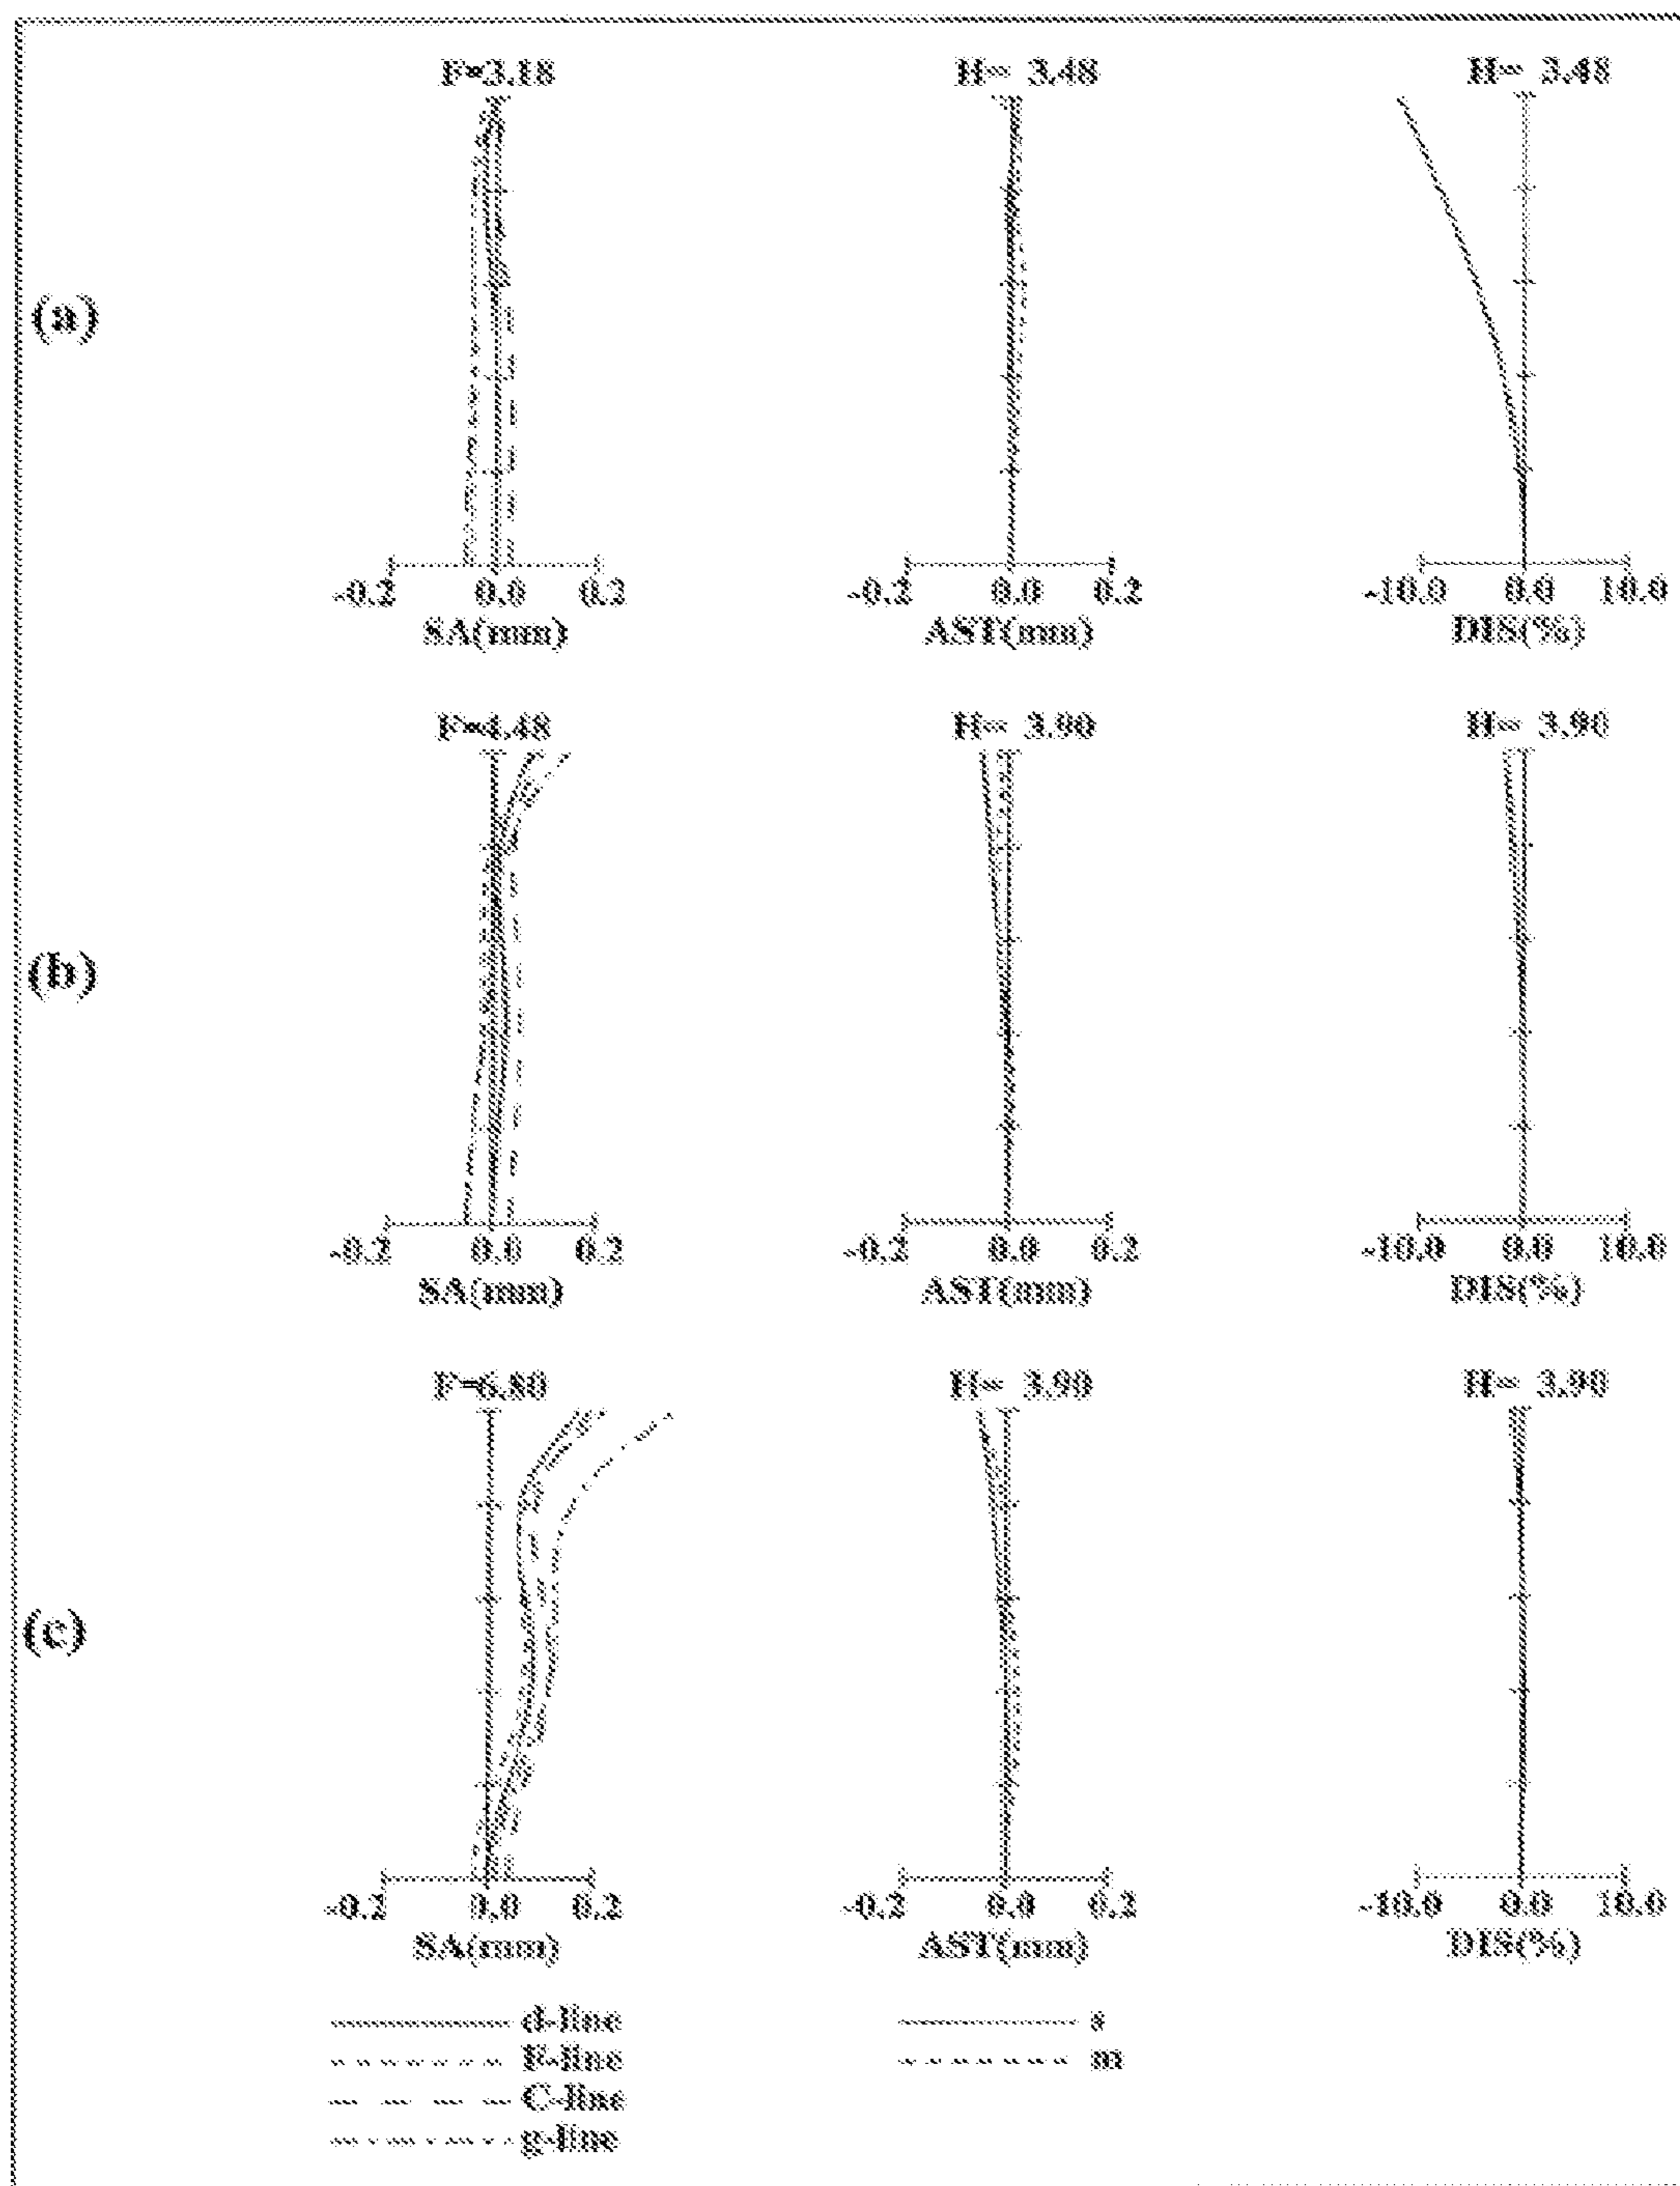 F=3.18 H= 3.48 H= 3.48
(a)
-0.2 0.0 0.2 -0.2 0.0 0.2 -10.0 0.0 10.0
SA(mm) AST(mm) DIS(%)
F=4.48 H= 3.90 H= 3.90
(b)
-0.2 0.0 0.2 -0.2 0.0 0.2 -10.0 0.0 10.0
SA(mm) AST(mm) DIS(%)
F=6.80 H= 3.90 H= 3.90
(c)
-0.2 0.0 0.2 -0.2 0.0 0.2 -10.0 0.0 10.0
SA(mm) AST(mm) DIS(%)
d-line s
F-line m
C-line
g-line